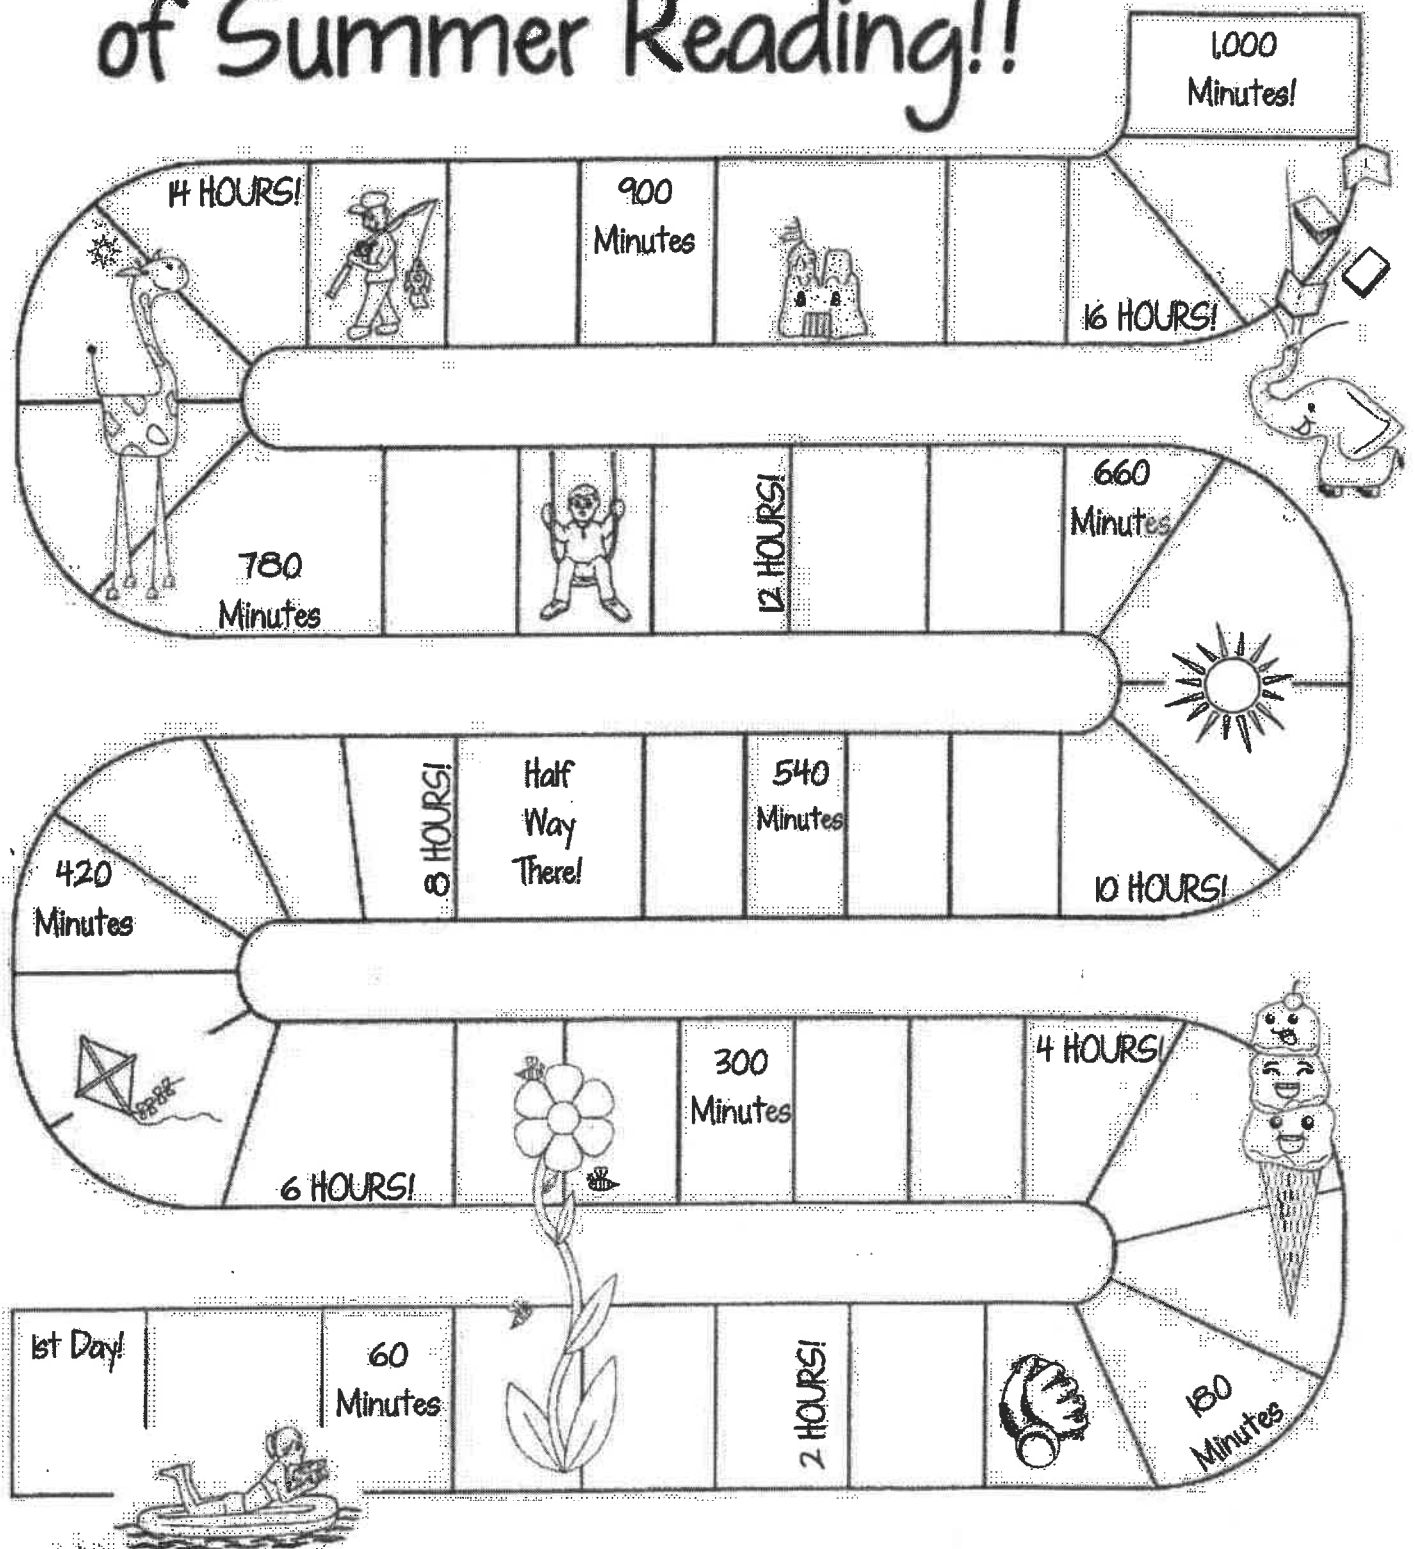 of Summer Reading!!
1,000
Minutes!
14 HOURS!
900
Minutes
16 HOURS!
660
Minutes
12 HOURS!
780
Minutes
8 HOURS!
Half
Way
There!
540
Minutes
10 HOURS!
420
Minutes
300
Minutes
4 HOURS!
6 HOURS!
1st Day!
60
Minutes
2 HOURS!
180
Minutes